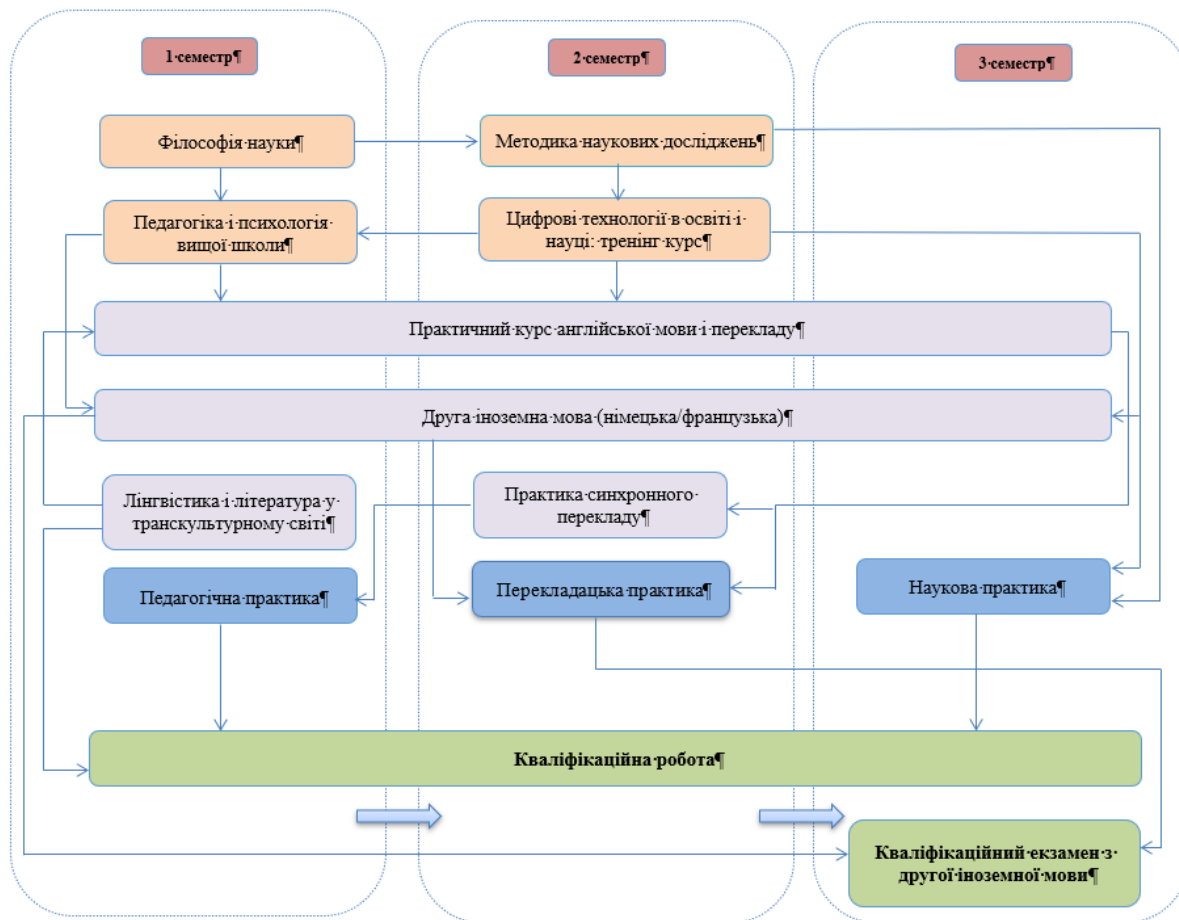 1·семестр¶
2·семестр¶
3·семестр¶
Філософія·науки¶
Методика·наукових·досліджень¶
Педагогіка·і·психологія·
вищої·школи¶
Цифрові·технології·в·освіті·і·
науці:·тренінг·курс¶
Практичний·курс·англійської·мови·і·перекладу¶
Друга·іноземна·мова·(німецька/французька)¶
Лінгвістика·і·література·у·
транскультурному·світі¶
Практика·синхронного·
перекладу¶
Педагогічна·практика¶
Перекладацька·практика¶
Наукова·практика¶
Кваліфікаційна·робота¶
Кваліфікаційний·екзамен·з·
другої·іноземної·мови¶